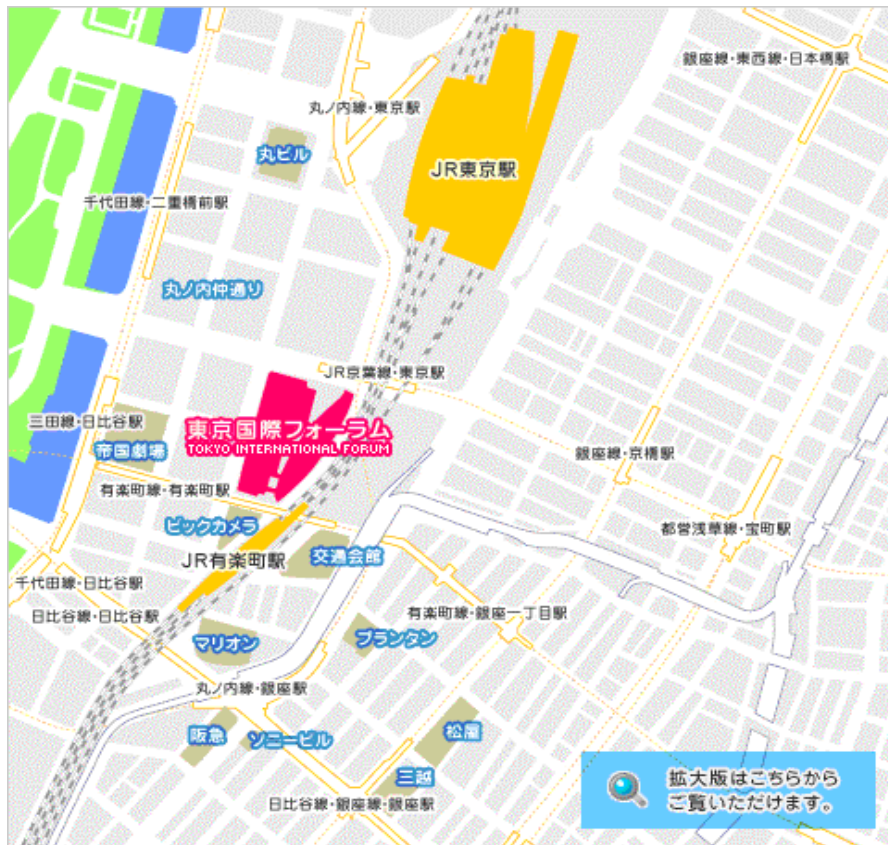 銀座線・東西線・日本橋駅
丸ノ内線・東京駅
丸ビル
JR東京駅
千代田線・二重橋前駅
丸ノ内仲通り
JR京葉線・東京駅
三田線・日比谷駅
東京国際フォーラム
TOKYO INTERNATIONAL FORUM
帝国劇場
銀座線・京橋駅
有楽町線・有楽町駅
ビックカメラ
都営浅草線・宝町駅
JR有楽町駅
交通会館
千代田線・日比谷駅
日比谷線・日比谷駅
有楽町線・銀座一丁目駅
マリオン
プランタン
丸ノ内線・銀座駅
阪急
ソニービル
松屋
三越
日比谷線・銀座線・銀座駅
拡大版はこちらから
ご覧いただけます。